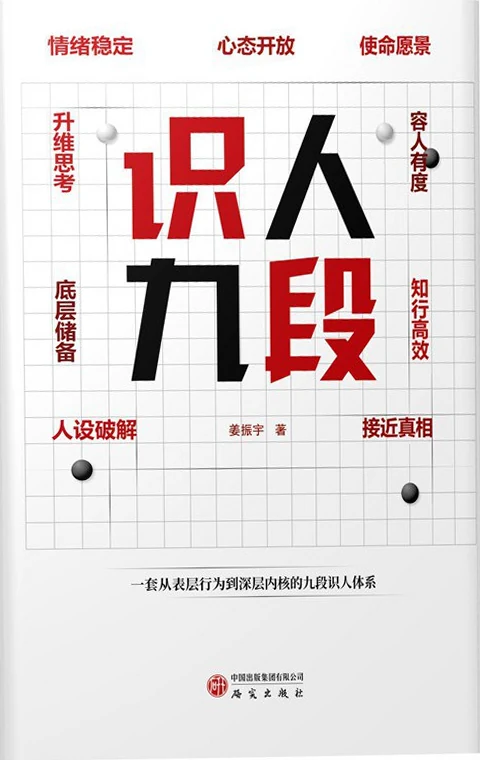 情绪稳定 心态开放 使命愿景
升维思考
容人有度
识人
九段
底层储备
知行高效
人设破解
姜振宇 著
接近真相
一套从表层行为到深层内核的九段识人体系
中国出版集团有限公司
研究出版社